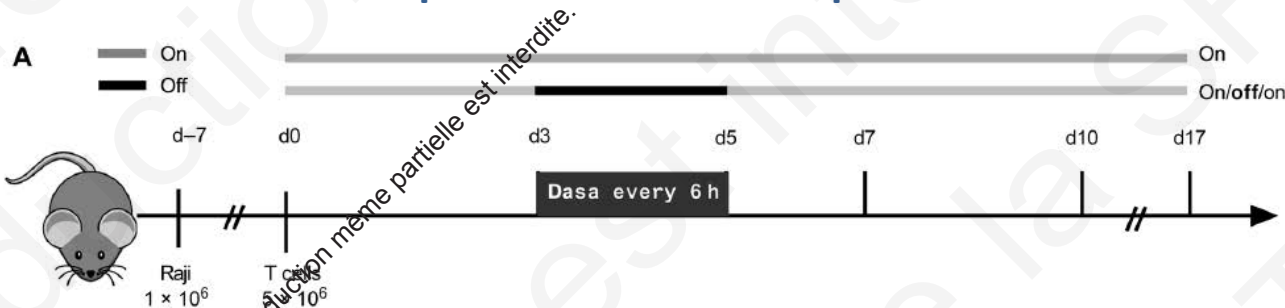 A
On
Off
On
On/off/on
d–7 d0 d3 d5 d7 d10 d17
Dasa every 6 h
Raji
1 × 10⁶
T cells
5 × 10⁶
duction même partielle est interdite.